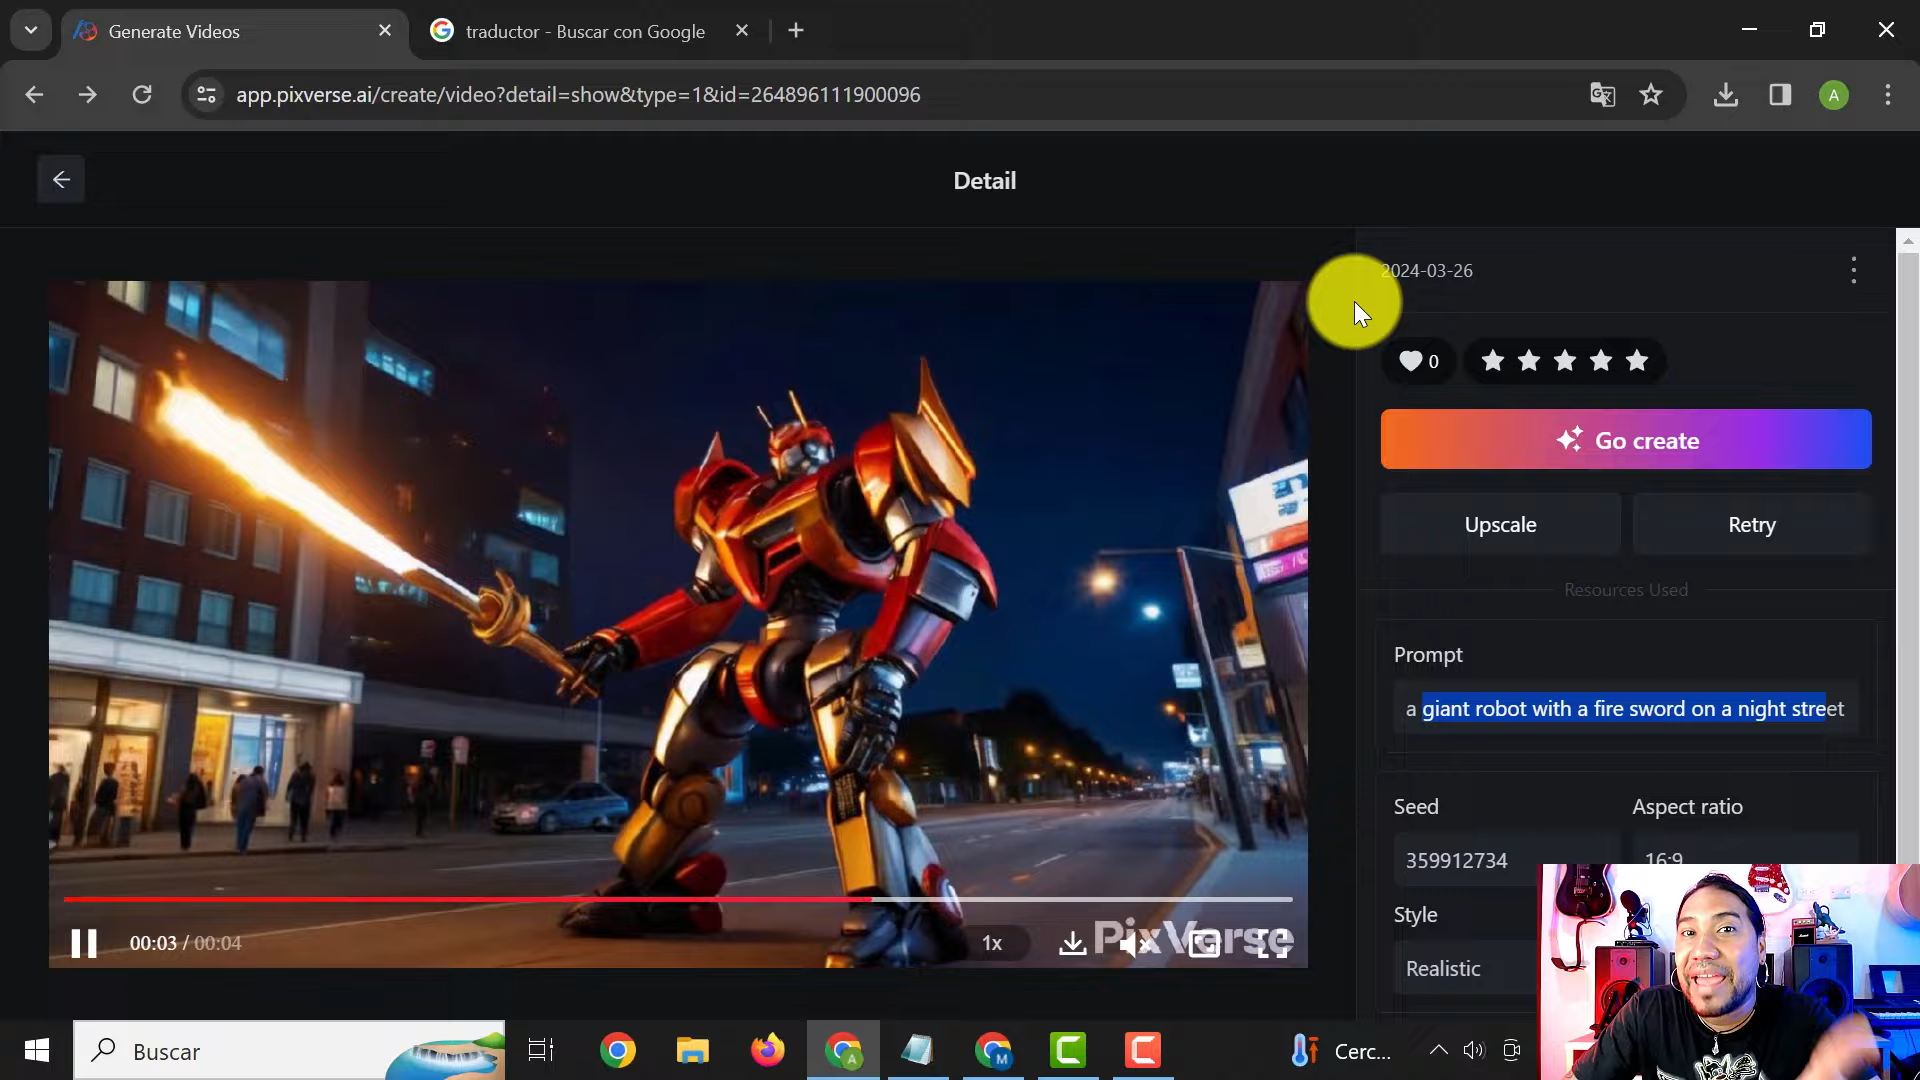 Generate Videos
traductor - Buscar con Google
app.pixverse.ai/create/video?detail=show&type=1&id=264896111900096
A
Detail
2024-03-26
0
Go create
Upscale
Retry
Resources Used
Prompt
a giant robot with a fire sword on a night street
Seed
Aspect ratio
359912734
16:9
Style
Realistic
00:03 / 00:04
1x
PixVerse
Buscar
A
M
Cerc...